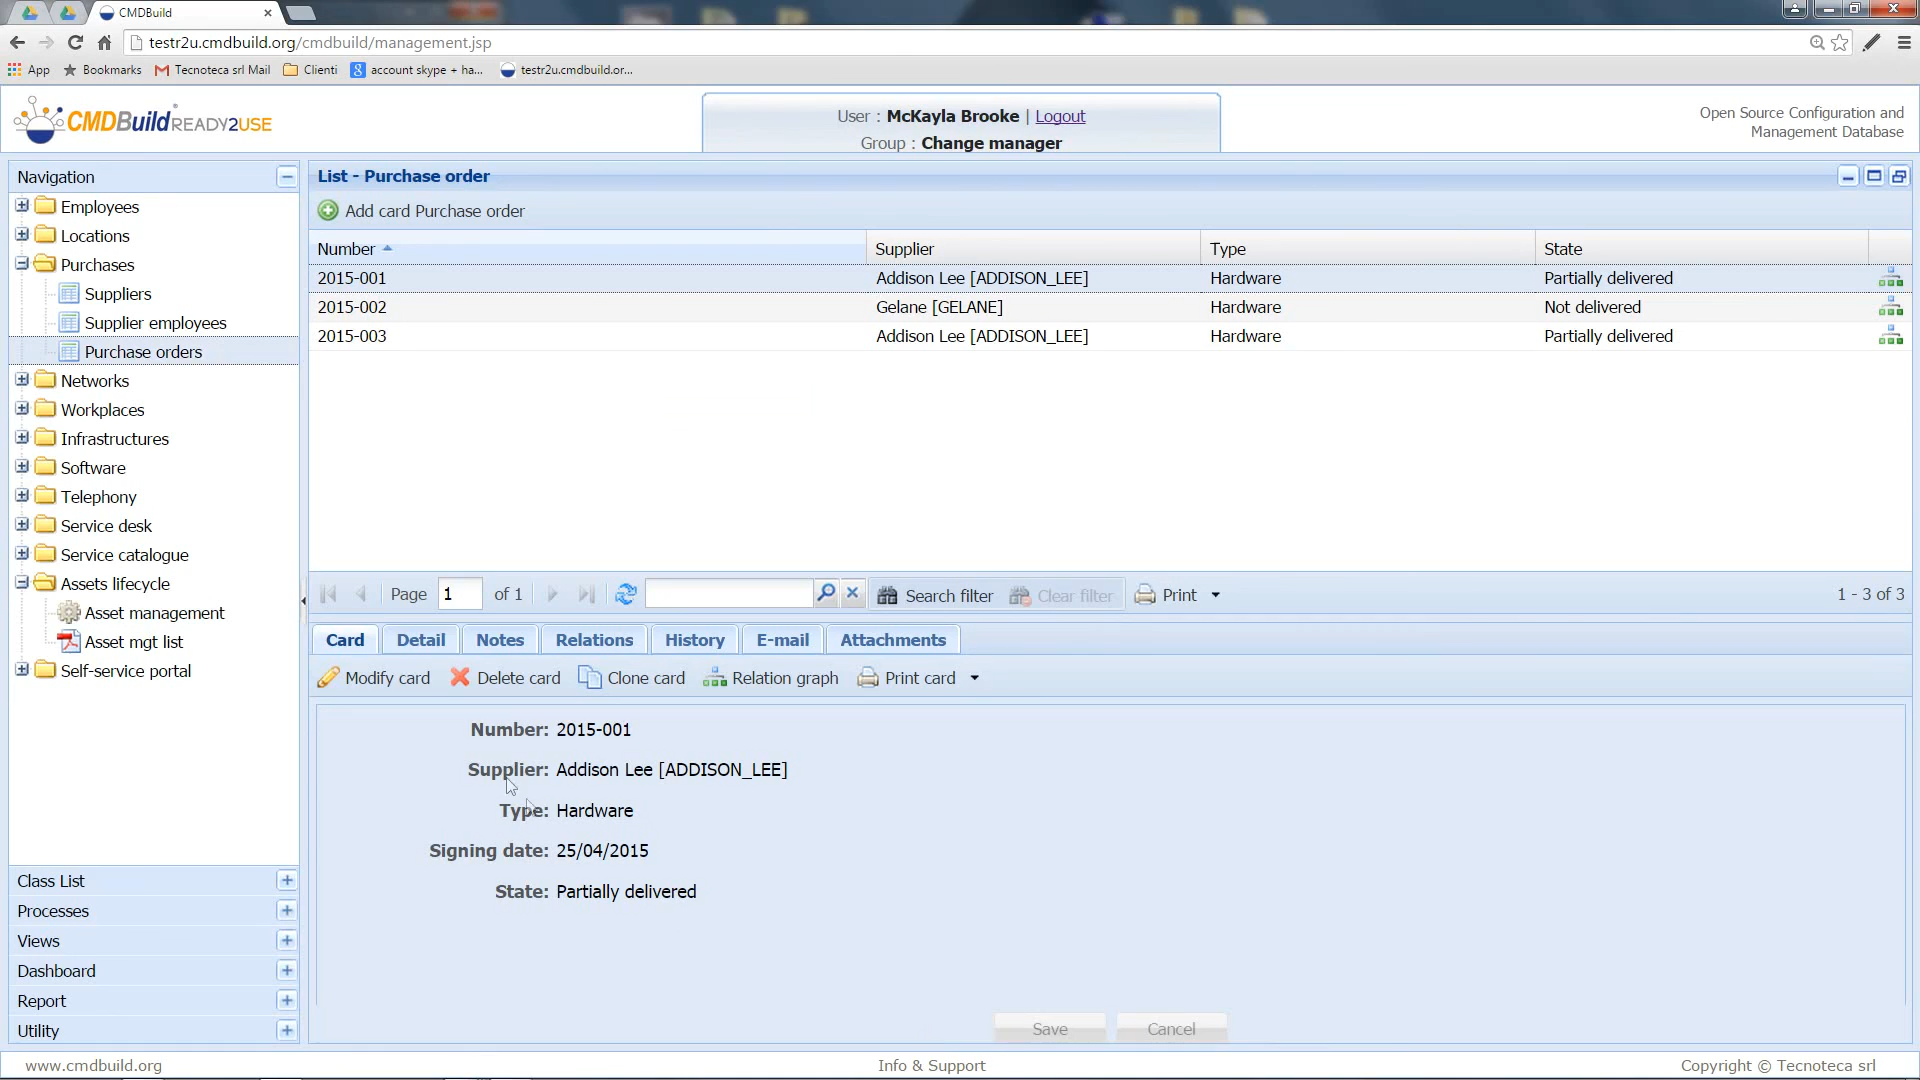 CMDBuild
testr2u.cmdbuild.org/cmdbuild/management.jsp
App Bookmarks Tecnoteca srl Mail Clienti account skype + ha... testr2u.cmdbuild.or...
CMDBuild READY2USE
User : McKayla Brooke | Logout
Group : Change manager
Open Source Configuration and
Management Database
Navigation
Employees
Locations
Purchases
Suppliers
Supplier employees
Purchase orders
Networks
Workplaces
Infrastructures
Software
Telephony
Service desk
Service catalogue
Assets lifecycle
Asset management
Asset mgt list
Self-service portal
Class List
Processes
Views
Dashboard
Report
Utility
List - Purchase order
Add card Purchase order
Number Supplier Type State
2015-001 Addison Lee [ADDISON_LEE] Hardware Partially delivered
2015-002 Gelane [GELANE] Hardware Not delivered
2015-003 Addison Lee [ADDISON_LEE] Hardware Partially delivered
Page 1 of 1 Search filter Clear filter Print 1 - 3 of 3
Card Detail Notes Relations History E-mail Attachments
Modify card Delete card Clone card Relation graph Print card
Number: 2015-001
Supplier: Addison Lee [ADDISON_LEE]
Type: Hardware
Signing date: 25/04/2015
State: Partially delivered
Save Cancel
www.cmdbuild.org Info & Support Copyright © Tecnoteca srl